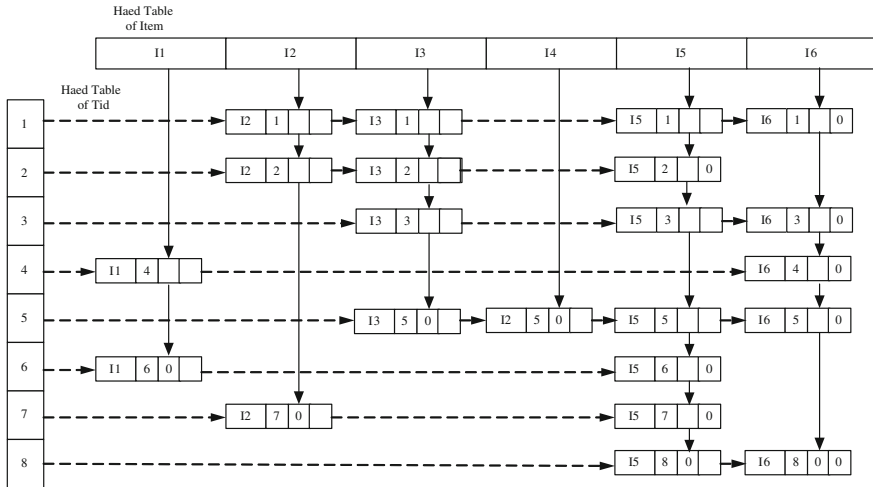 Haed Table
of Item
I1 I2 I3 I4 I5 I6
Haed Table
of Tid
1 I2 1 I3 1 I5 1 I6 1 0
2 I2 2 I3 2 I5 2 0
3 I3 3 I5 3 I6 3 0
4 I1 4 I6 4 0
5 I3 5 0 I2 5 0 I5 5 I6 5 0
6 I1 6 0 I5 6 0
7 I2 7 0 I5 7 0
8 I5 8 0 I6 8 0 0